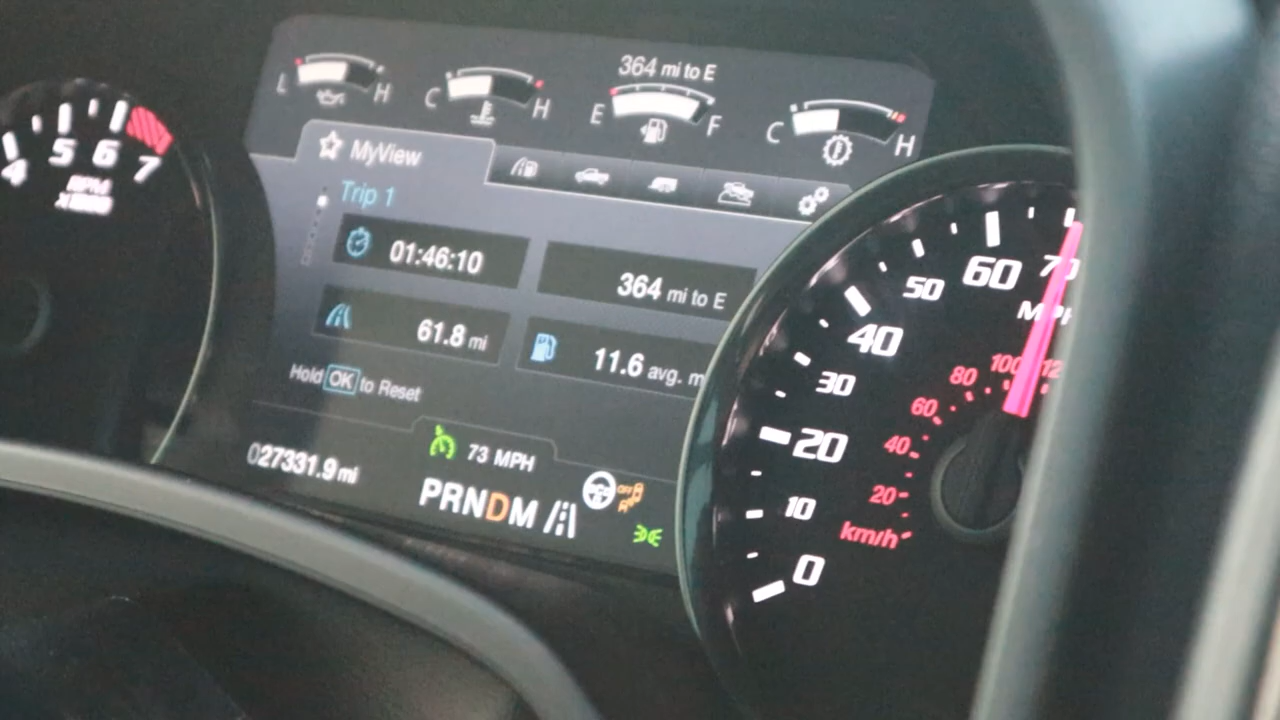 364 mi to E
L H
C H
E F
C H
4 5 6 7
RPM
x1000
MyView
Trip 1
01:46:10
364 mi to E
61.8 mi
11.6 avg. m
Hold OK to Reset
027331.9 mi
73 MPH
PRNDM
OFF
0 10 20 30 40 50 60 70
MPH
20 40 60 80 100 12
km/h